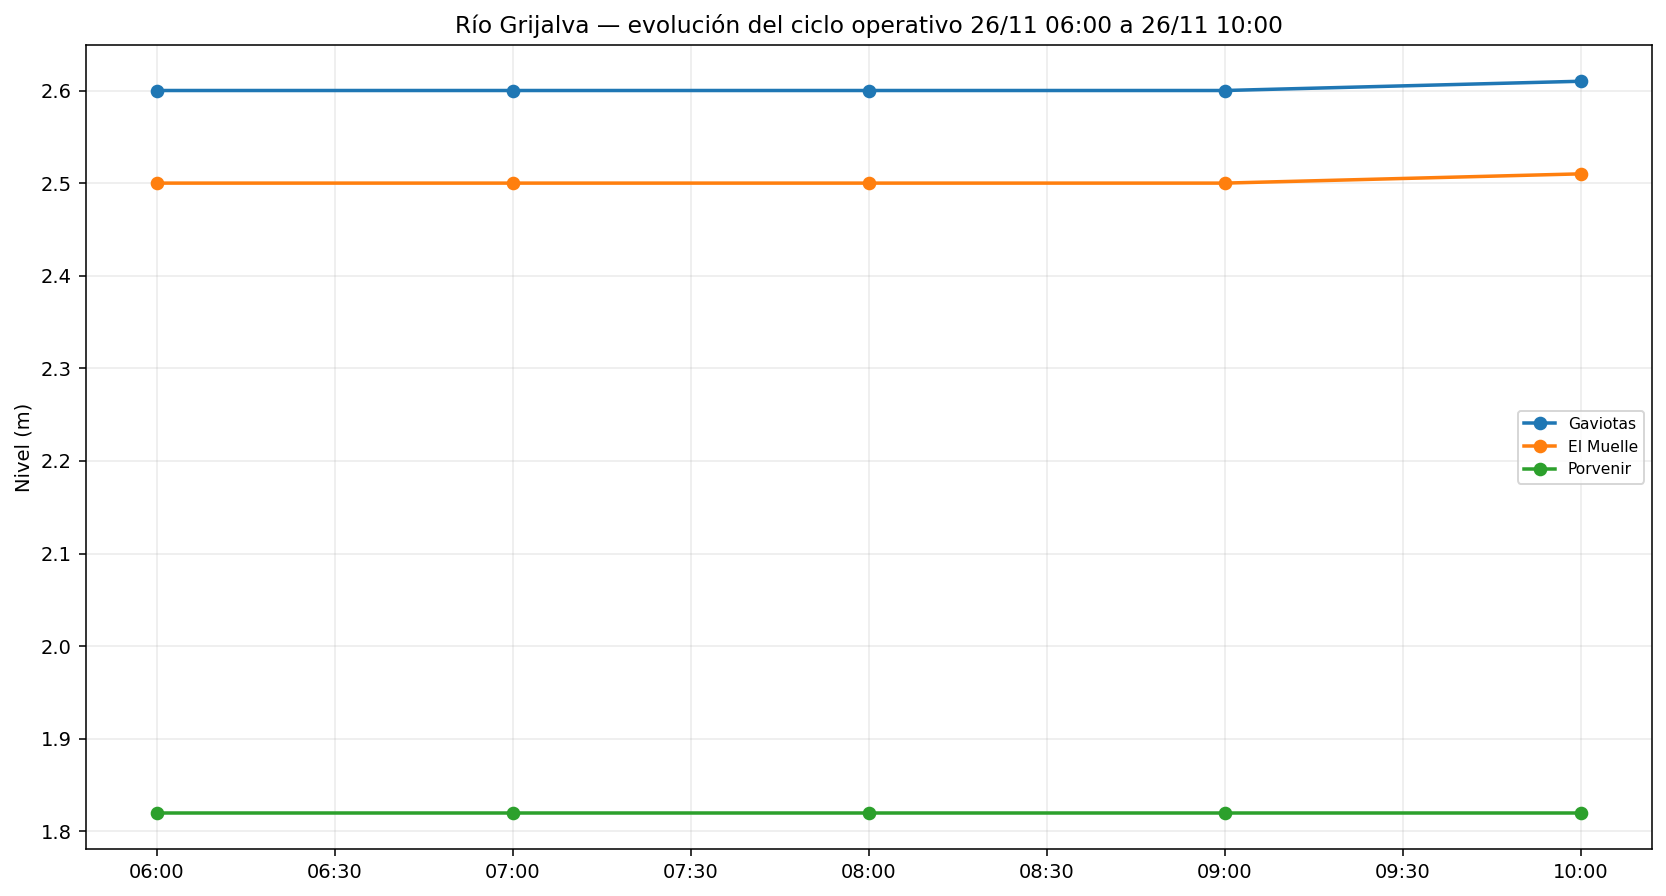 Río Grijalva — evolución del ciclo operativo 26/11 06:00 a 26/11 10:00
Nivel (m)
2.6
2.5
2.4
2.3
2.2
2.1
2.0
1.9
1.8
Gaviotas
El Muelle
Porvenir
06:00 06:30 07:00 07:30 08:00 08:30 09:00 09:30 10:00